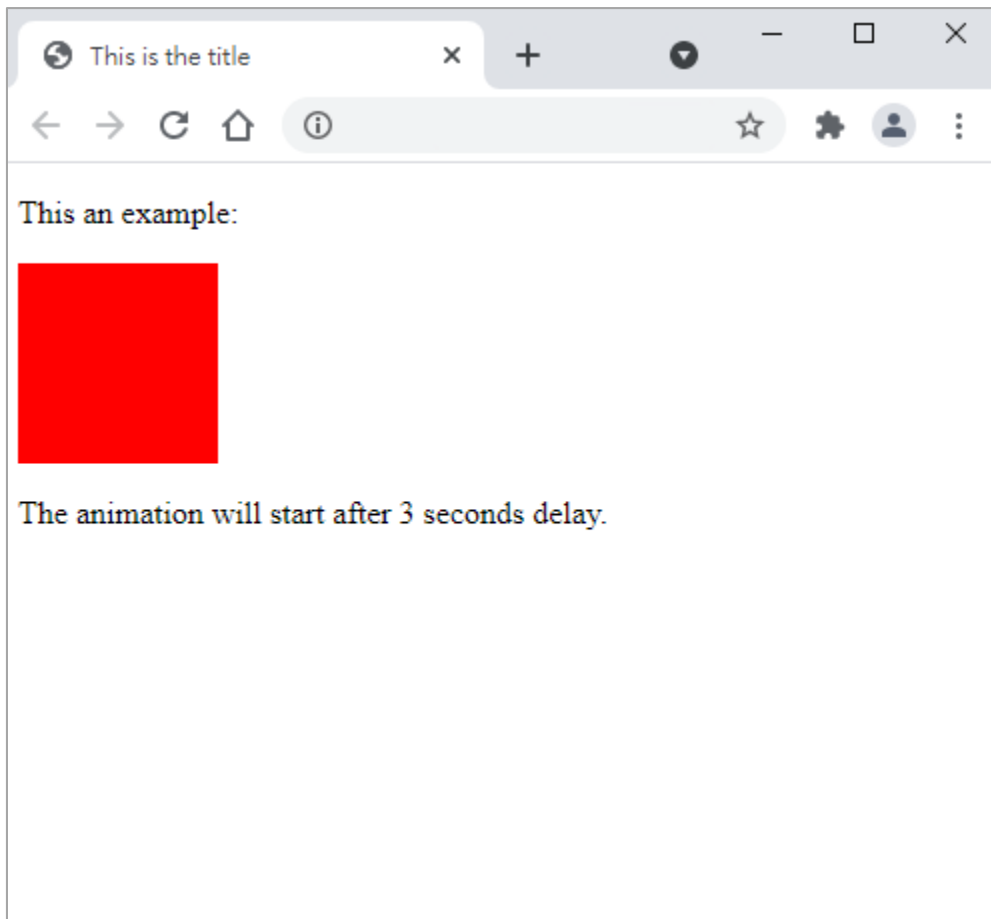 This is the title
This an example:
The animation will start after 3 seconds delay.